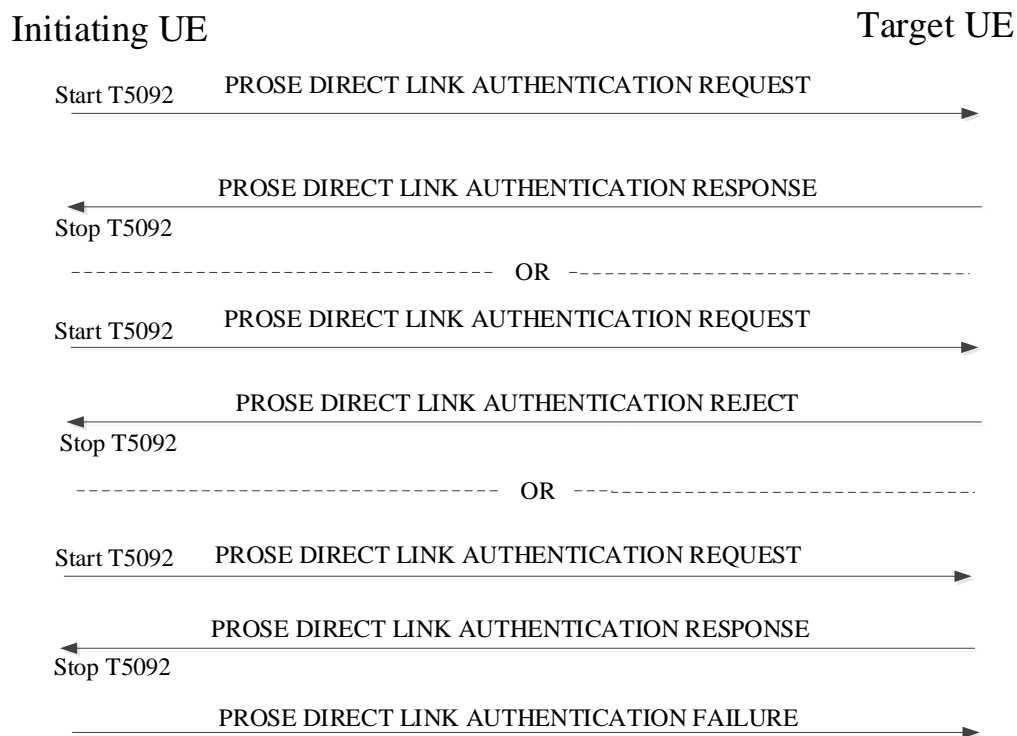 Initiating UE
Target UE
Start T5092
PROSE DIRECT LINK AUTHENTICATION REQUEST
PROSE DIRECT LINK AUTHENTICATION RESPONSE
Stop T5092
OR
Start T5092
PROSE DIRECT LINK AUTHENTICATION REQUEST
PROSE DIRECT LINK AUTHENTICATION REJECT
Stop T5092
OR
Start T5092
PROSE DIRECT LINK AUTHENTICATION REQUEST
PROSE DIRECT LINK AUTHENTICATION RESPONSE
Stop T5092
PROSE DIRECT LINK AUTHENTICATION FAILURE